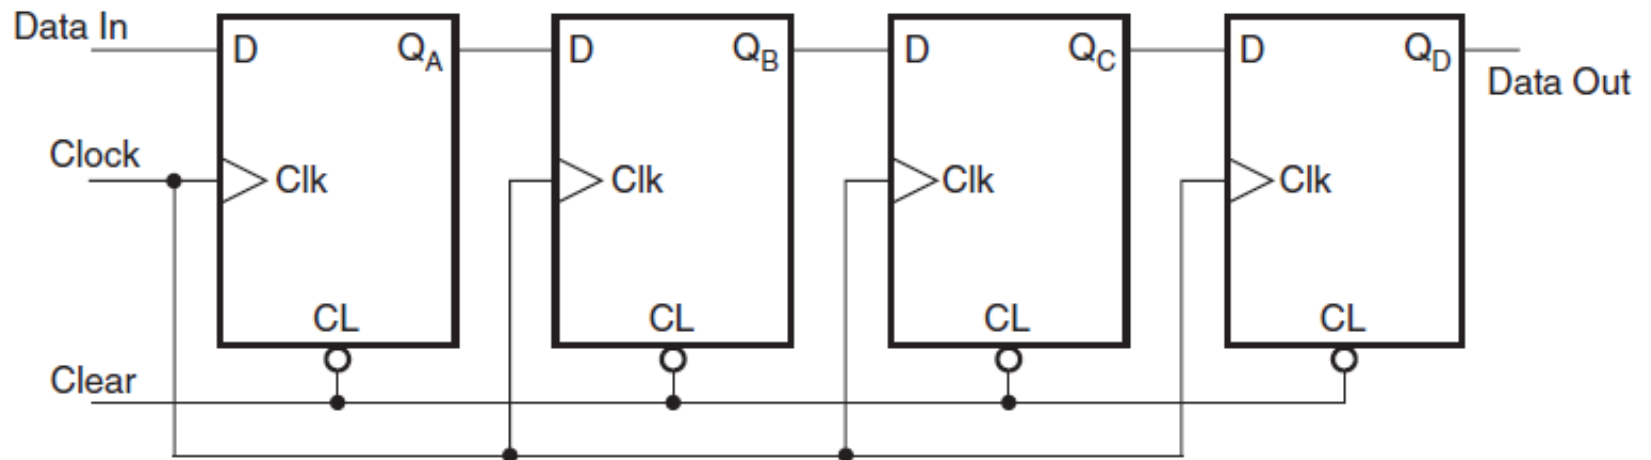 Data In
D
QA
D
QB
D
QC
D
QD
Data Out
Clock
Clk
Clk
Clk
Clk
CL
CL
CL
CL
Clear